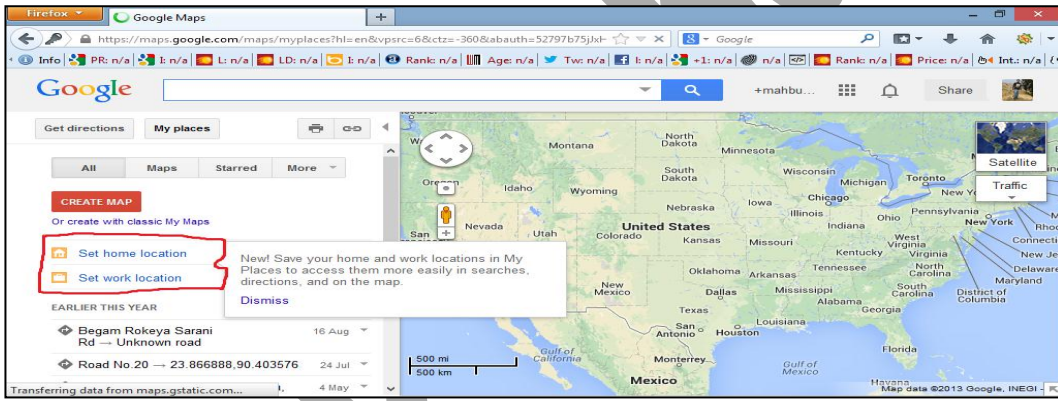 Firefox
Google Maps
https://maps.google.com/maps/myplaces?hl=en&vpsrc=6&ctz=-360&abauth=52797b75jJxl
Google
Info PR: n/a I: n/a L: n/a LD: n/a I: n/a Rank: n/a Age: n/a Tw: n/a l: n/a +1: n/a n/a Rank: n/a Price: n/a Int.: n/a
Google
+mahbu...
Share
Get directions
My places
All
Maps
Starred
More
CREATE MAP
Or create with classic My Maps
Set home location
Set work location
New! Save your home and work locations in My
Places to access them more easily in searches,
directions, and on the map.
Dismiss
EARLIER THIS YEAR
Begam Rokeya Sarani
Rd → Unknown road
16 Aug
Road No.20 → 23.866888,90.403576
24 Jul
4 May
Transferring data from maps.gstatic.com...
Satellite
Traffic
Montana
North
Dakota
Minnesota
South
Dakota
Wisconsin
Michigan
Toronto
Oregon
Idaho
Wyoming
Iowa
Chicago
New Yo
Nebraska
Illinois
Ohio
Pennsylvania
New York
Rhod
San
Nevada
Utah
United States
Colorado
Kansas
Missouri
Indiana
West
Virginia
Connecti
Kentucky
Virginia
New Je
Oklahoma
Arkansas
Tennessee
North
Carolina
Delaware
Maryland
New
Mexico
Dallas
Mississippi
South
Carolina
District of
Columbia
Alabama
Texas
Georgia
San
Antonio
Houston
Louisiana
Florida
Gulf of
California
Monterrey
Gulf of
Mexico
Mexico
Havana
500 mi
500 km
Map data ©2013 Google, INEGI -